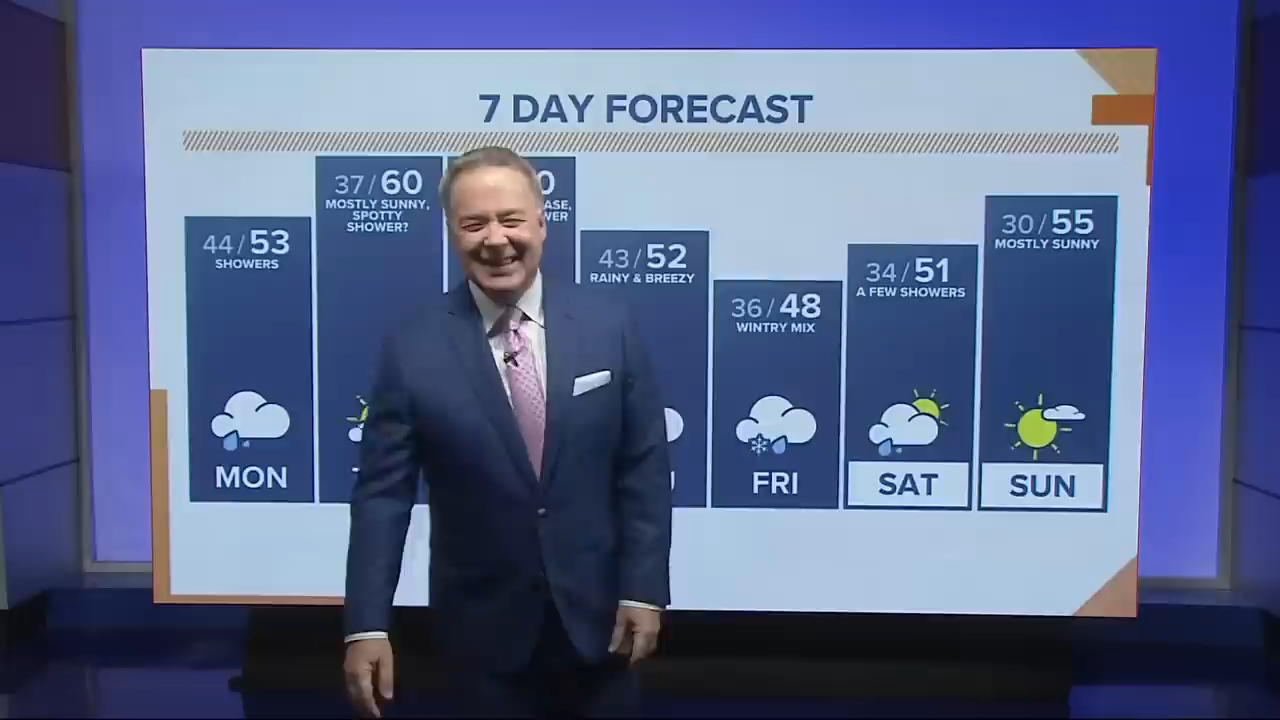 7 DAY FORECAST
44/53
SHOWERS
MON
37/60
MOSTLY SUNNY,
SPOTTY
SHOWER?
43/52
RAINY & BREEZY
36/48
WINTRY MIX
FRI
34/51
A FEW SHOWERS
SAT
30/55
MOSTLY SUNNY
SUN